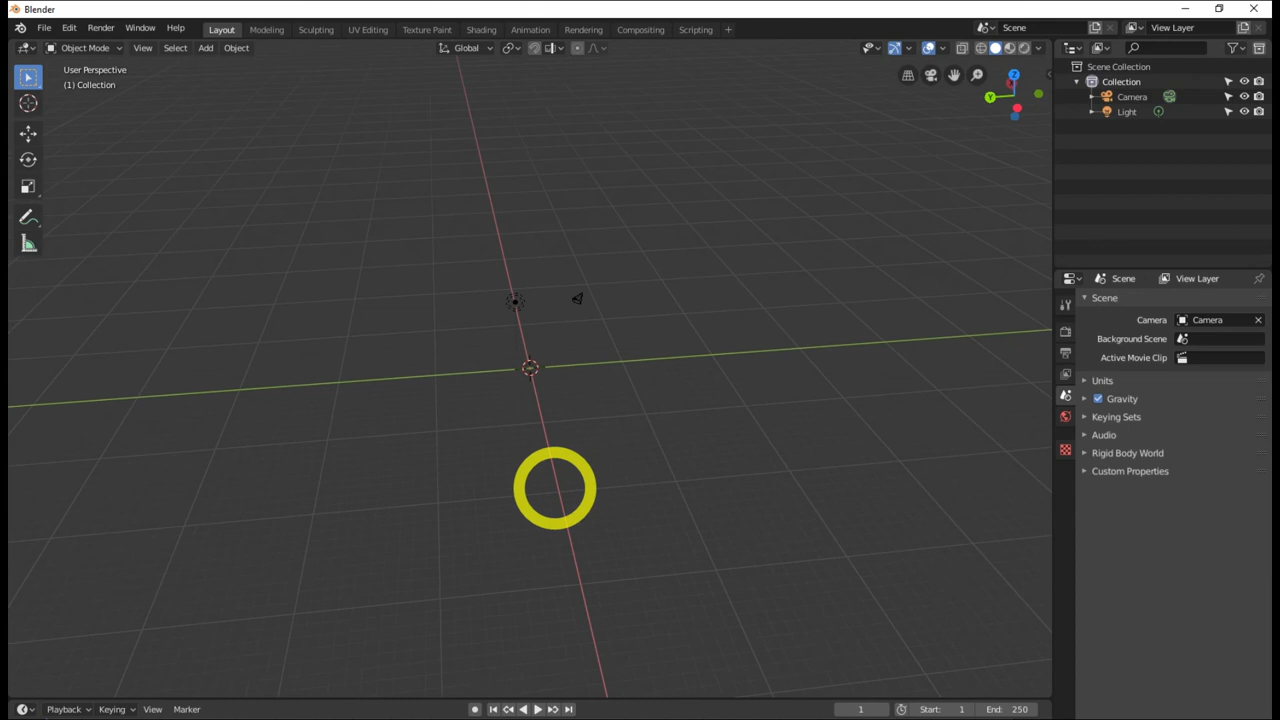 Blender
File Edit Render Window Help Layout Modeling Sculpting UV Editing Texture Paint Shading Animation Rendering Compositing Scripting + Scene View Layer
Object Mode View Select Add Object Global
User Perspective
(1) Collection
Z
Y
Scene Collection
Collection
Camera
Light
Scene View Layer
Scene
Camera Camera
Background Scene
Active Movie Clip
Units
Gravity
Keying Sets
Audio
Rigid Body World
Custom Properties
Playback Keying View Marker 1 Start: 1 End: 250